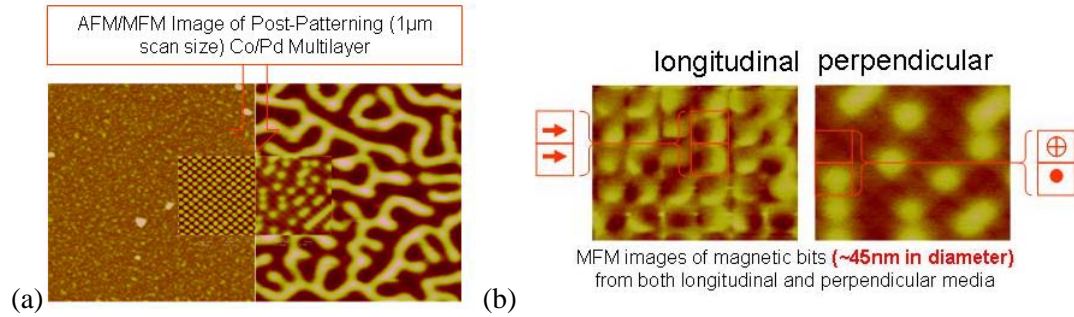 AFM/MFM Image of Post-Patterning (1µm
scan size) Co/Pd Multilayer
(a)
longitudinal perpendicular
MFM images of magnetic bits (~45nm in diameter)
from both longitudinal and perpendicular media
(b)